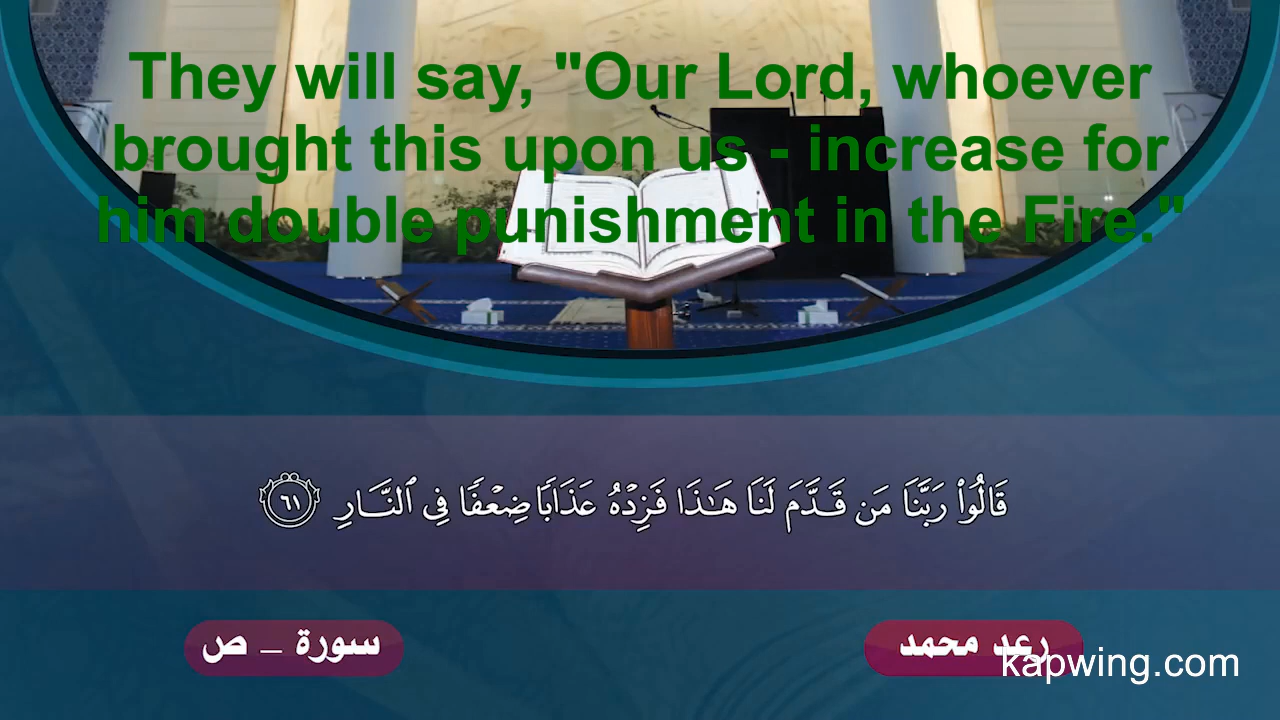 They will say, "Our Lord, whoever
brought this upon us - increase for
him double punishment in the Fire."
قَالُوا۟ رَبَّنَا مَن قَدَّمَ لَنَا هَـٰذَا فَزِدْهُ عَذَابًا ضِعْفًا فِى ٱلنَّارِ ٦١
رعد محمد
سورة - ص
kapwing.com